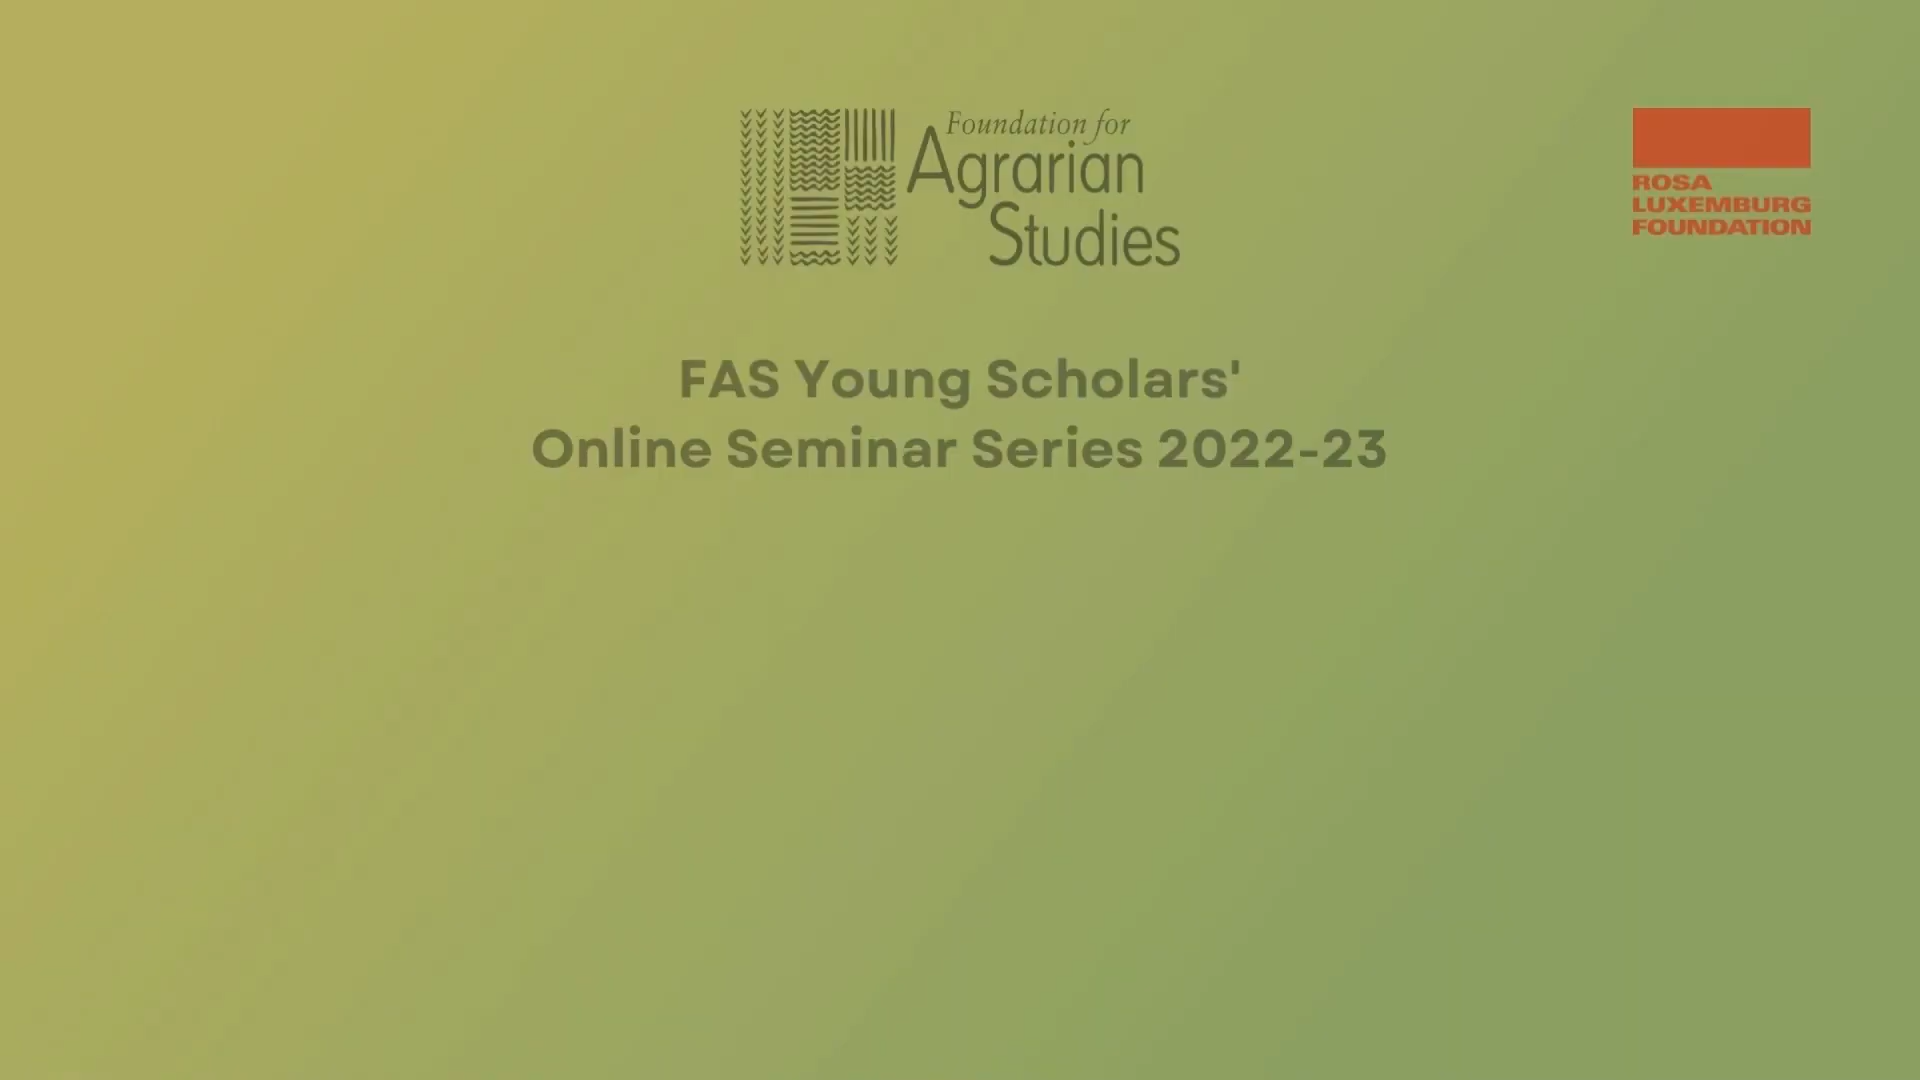 Foundation for
Agrarian
Studies
ROSA
LUXEMBURG
FOUNDATION
FAS Young Scholars'
Online Seminar Series 2022-23